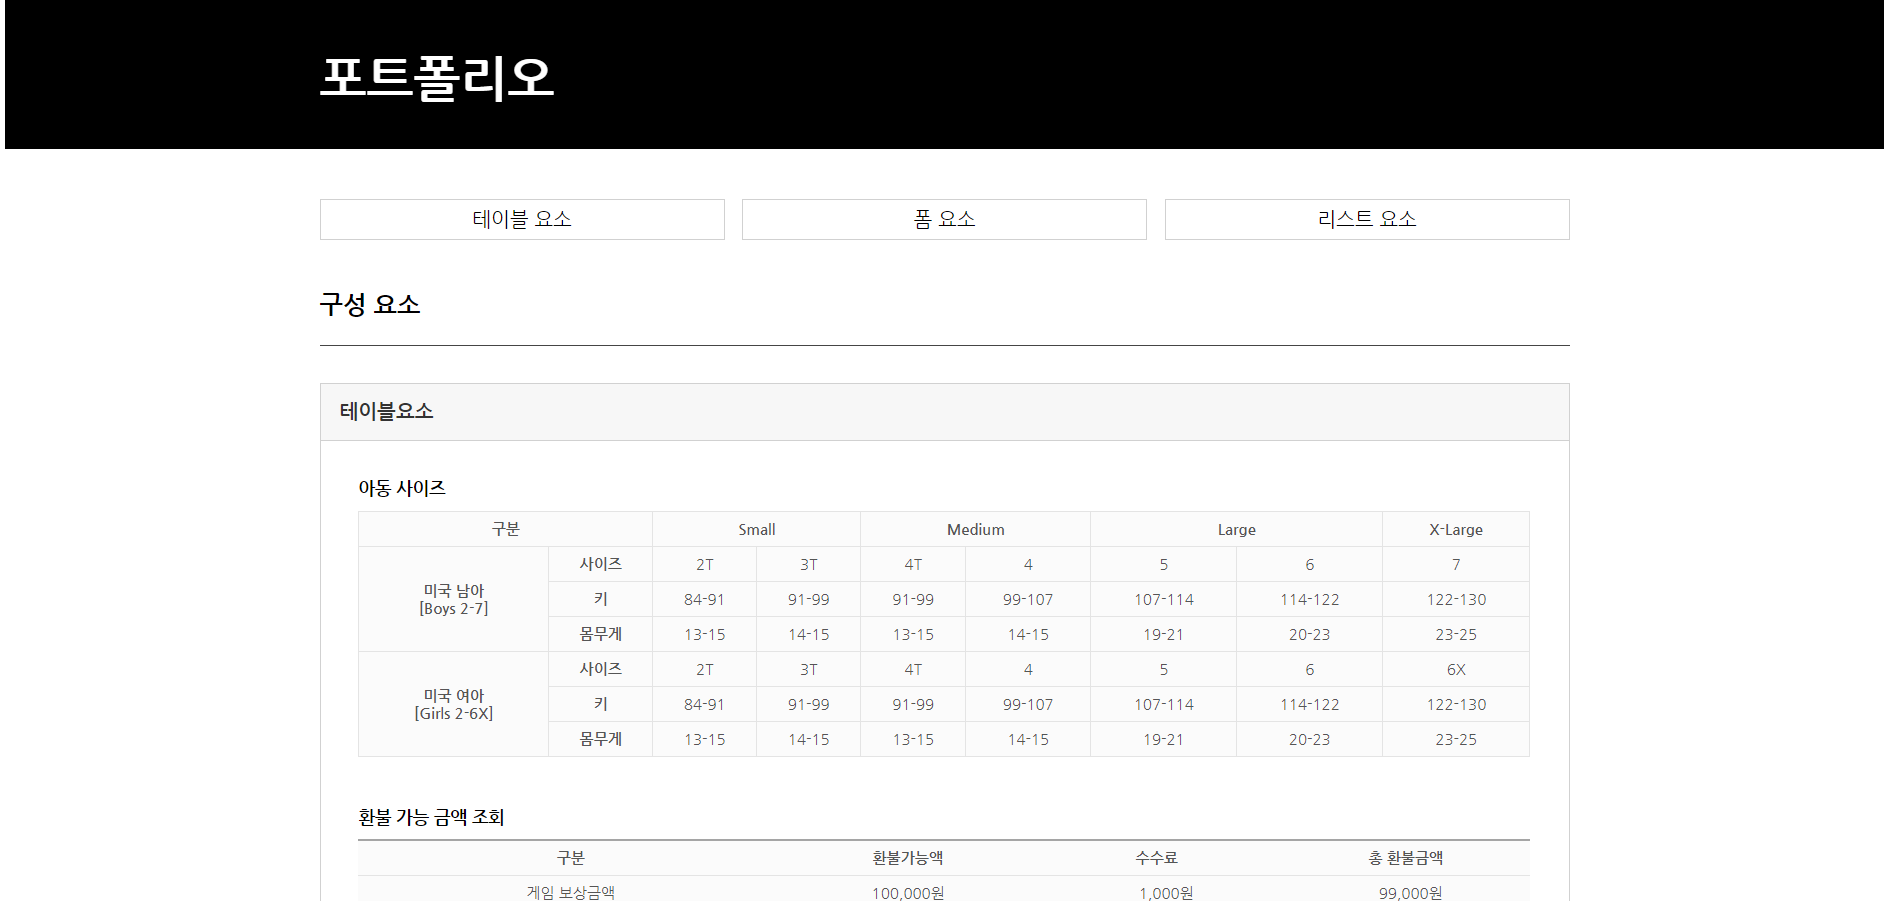 포트폴리오
테이블 요소 폼 요소 리스트 요소
구성 요소
테이블요소
아동 사이즈
구분 Small Medium Large X-Large
미국 남아
[Boys 2-7]
사이즈 2T 3T 4T 4 5 6 7
키 84-91 91-99 91-99 99-107 107-114 114-122 122-130
몸무게 13-15 14-15 13-15 14-15 19-21 20-23 23-25
미국 여아
[Girls 2-6X]
사이즈 2T 3T 4T 4 5 6 6X
키 84-91 91-99 91-99 99-107 107-114 114-122 122-130
몸무게 13-15 14-15 13-15 14-15 19-21 20-23 23-25
환불 가능 금액 조회
구분 환불가능액 수수료 총 환불금액
게임 보상금액 100,000원 1,000원 99,000원